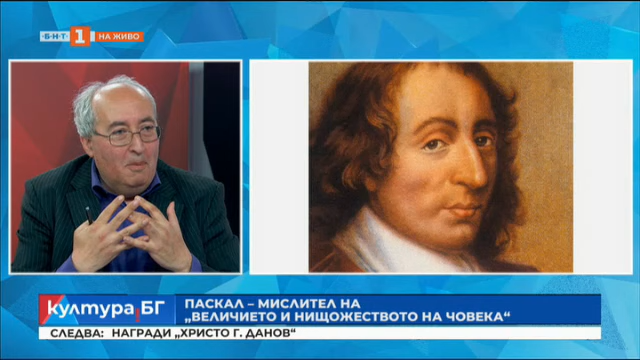 БНТ 1 НА ЖИВО
КУЛТУРА.БГ
ПАСКАЛ – МИСЛИТЕЛ НА
„ВЕЛИЧИЕТО И НИЩОЖЕСТВОТО НА ЧОВЕКА“
СЛЕДВА: НАГРАДИ „ХРИСТО Г. ДАНОВ“